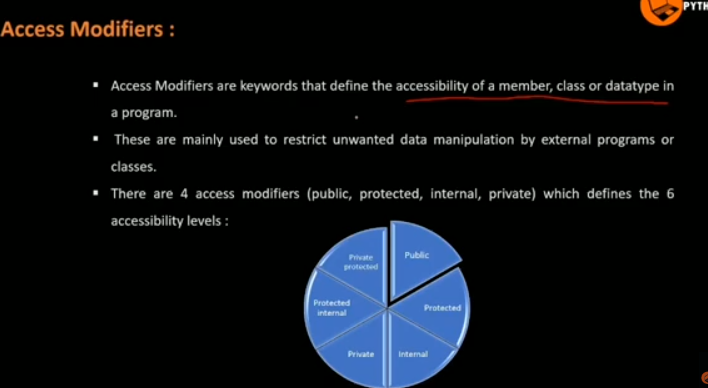 PYTH
Access Modifiers :
▪ Access Modifiers are keywords that define the accessibility of a member, class or datatype in
a program.
▪ These are mainly used to restrict unwanted data manipulation by external programs or
classes.
▪ There are 4 access modifiers (public, protected, internal, private) which defines the 6
accessibility levels :
Private
protected
Public
Protected
internal
Protected
Private
Internal